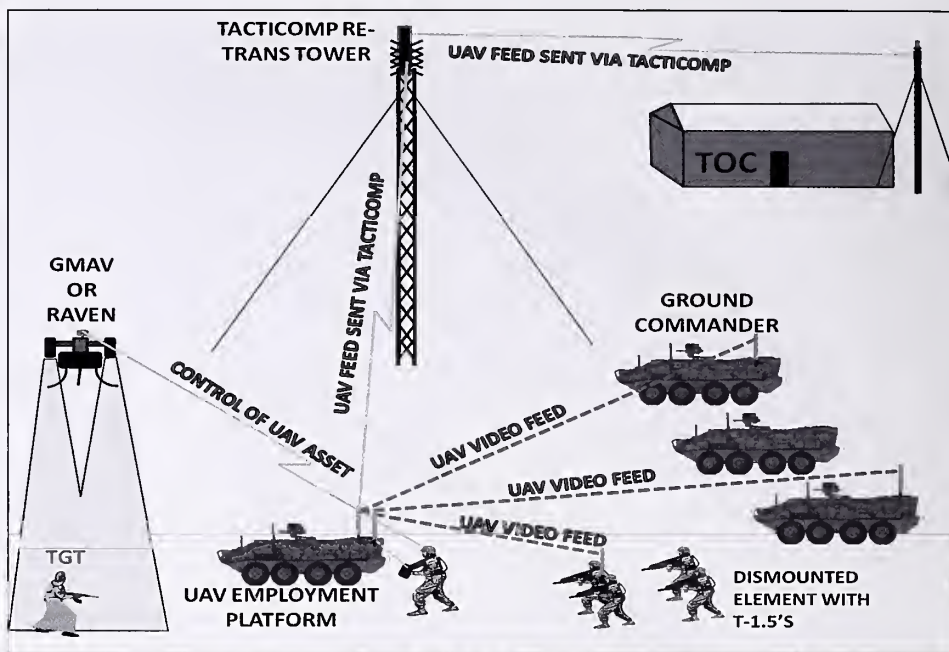 TACTICOMP RE-
TRANS TOWER
UAV FEED SENT VIA TACTICOMP
TOC
UAV FEED SENT VIA TACTICOMP
GMAV
OR
RAVEN
CONTROL OF UAV ASSET
GROUND
COMMANDER
UAV VIDEO FEED
UAV VIDEO FEED
UAV VIDEO FEED
TGT
UAV EMPLOYMENT
PLATFORM
DISMOUNTED
ELEMENT WITH
T-1.5'S